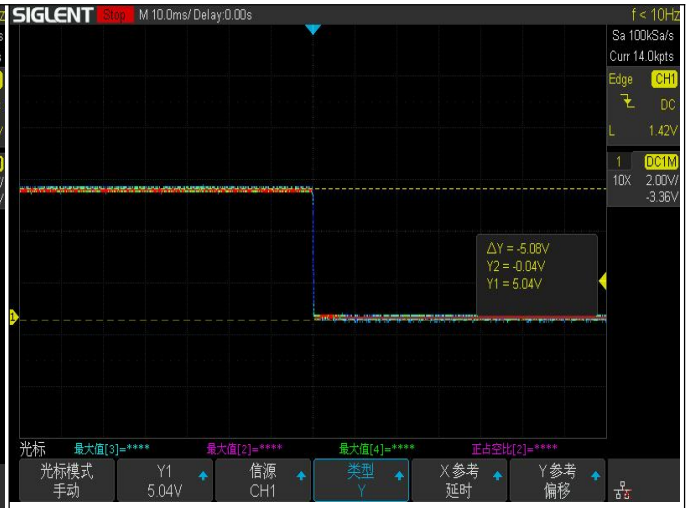 SIGLENT Stop M 10.0ms/ Delay:0.00s f < 10Hz
Sa 100kSa/s
Curr 14.0kpts
Edge CH1
DC
L 1.42V
1 DC1M
10X 2.00V/
-3.36V
ΔY = -5.08V
Y2 = -0.04V
Y1 = 5.04V
1
光标 最大值[3]=**** 最大值[2]=**** 最大值[4]=**** 正占空比[2]=****
光标模式 Y1 信源 类型 X参考 Y参考
手动 5.04V CH1 Y 延时 偏移